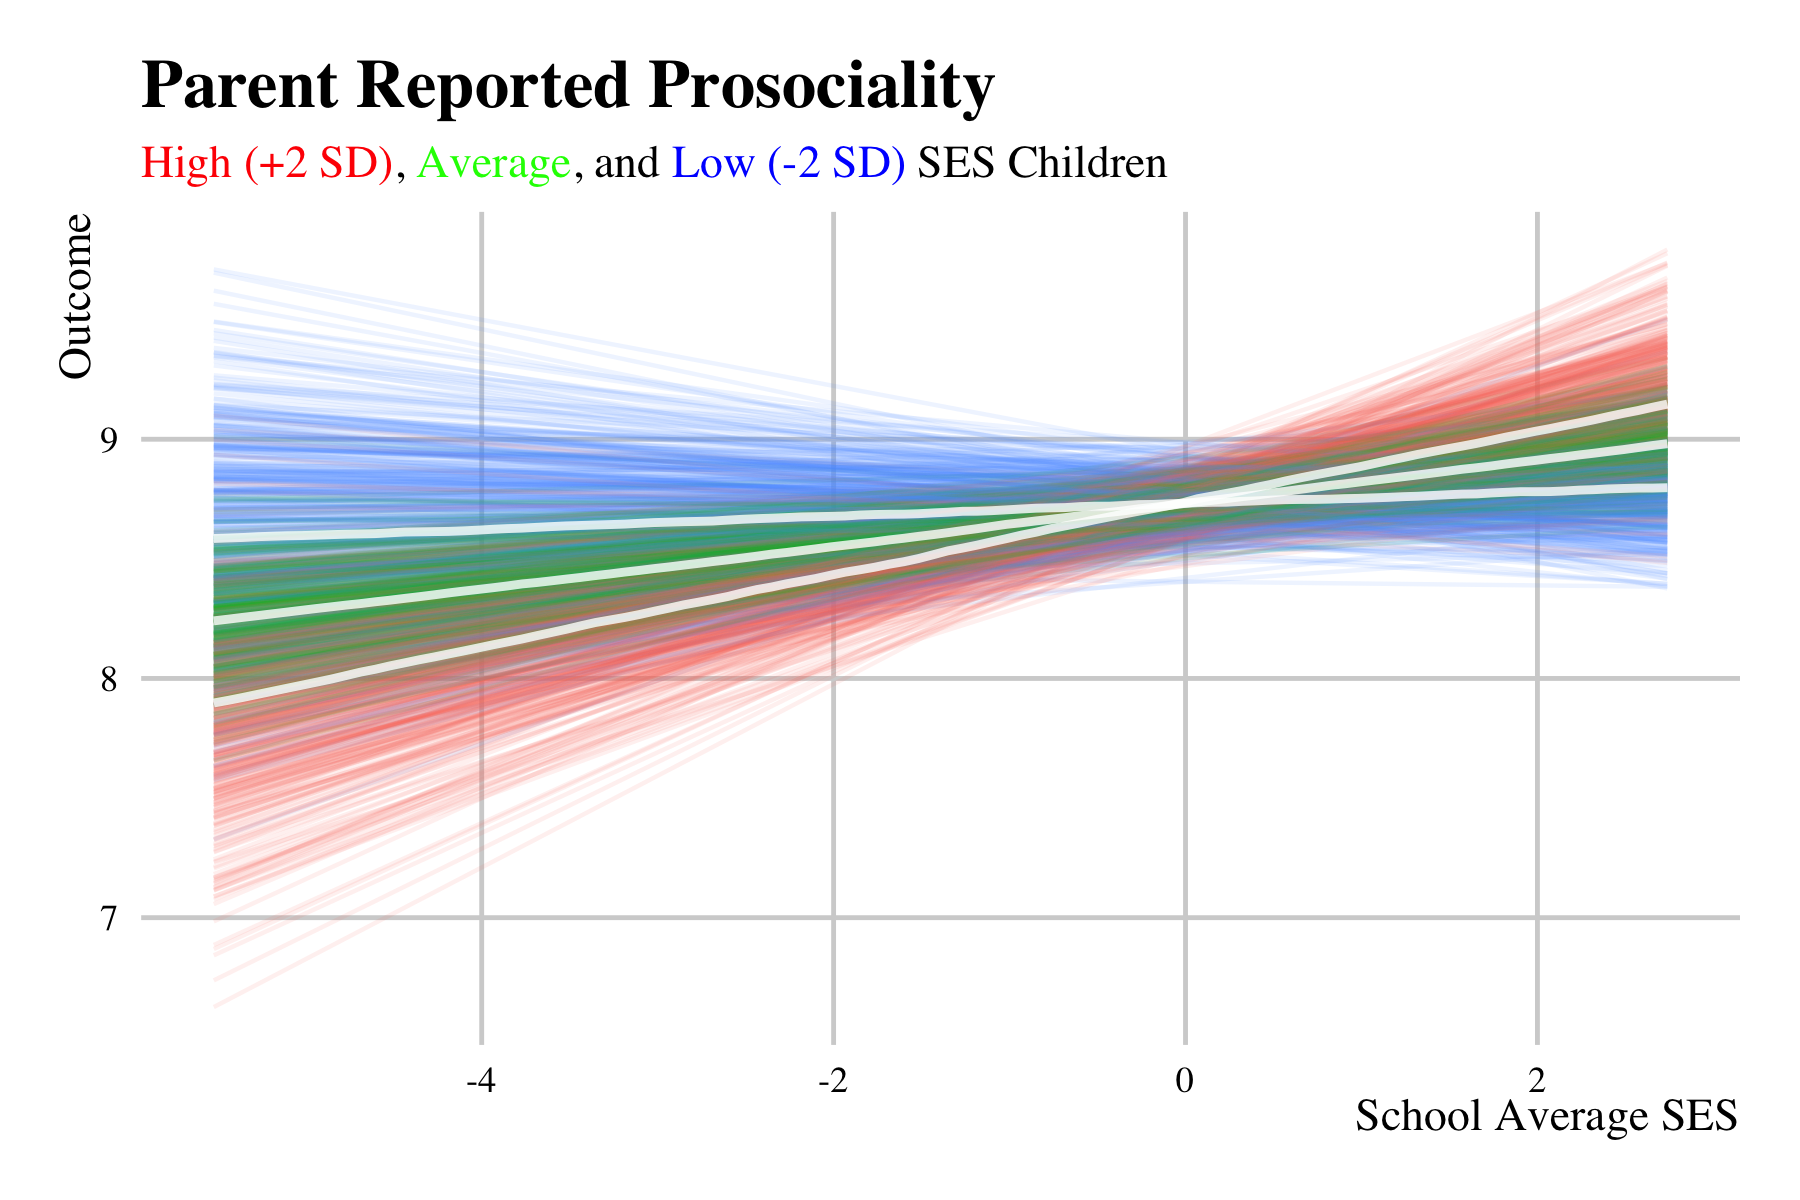 Parent Reported Prosociality
High (+2 SD), Average, and Low (-2 SD) SES Children
Outcome
9
8
7
-4 -2 0 2
School Average SES